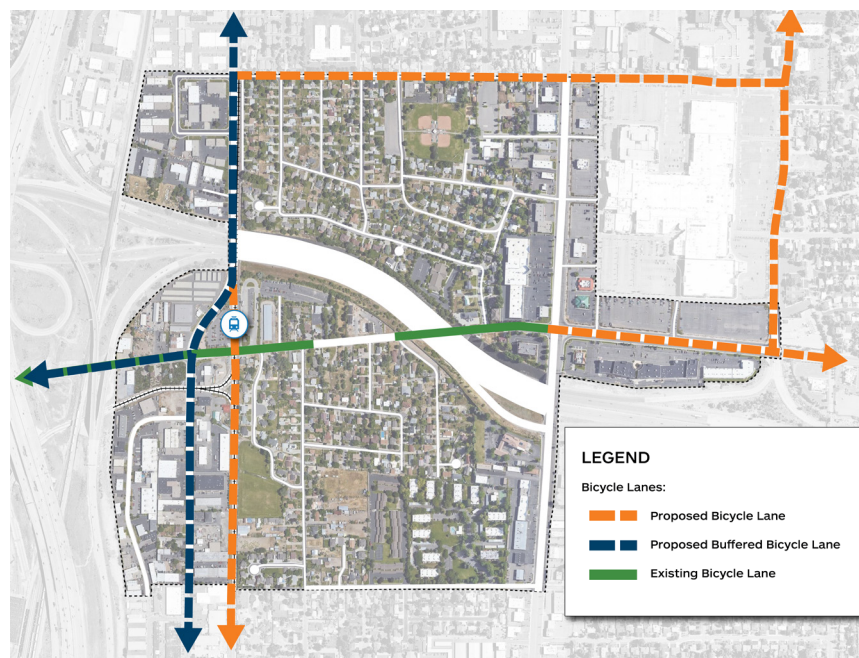 LEGEND
Bicycle Lanes:
Proposed Bicycle Lane
Proposed Buffered Bicycle Lane
Existing Bicycle Lane